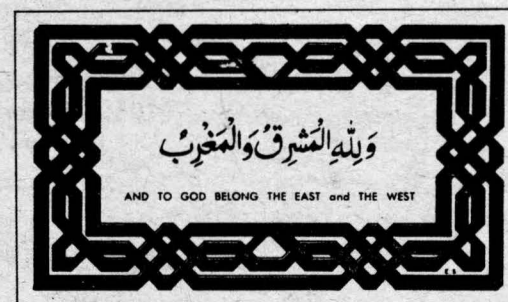 وَلِلّٰهِ الْمَشْرِقُ وَالْمَغْرِبُ
AND TO GOD BELONG THE EAST and THE WEST